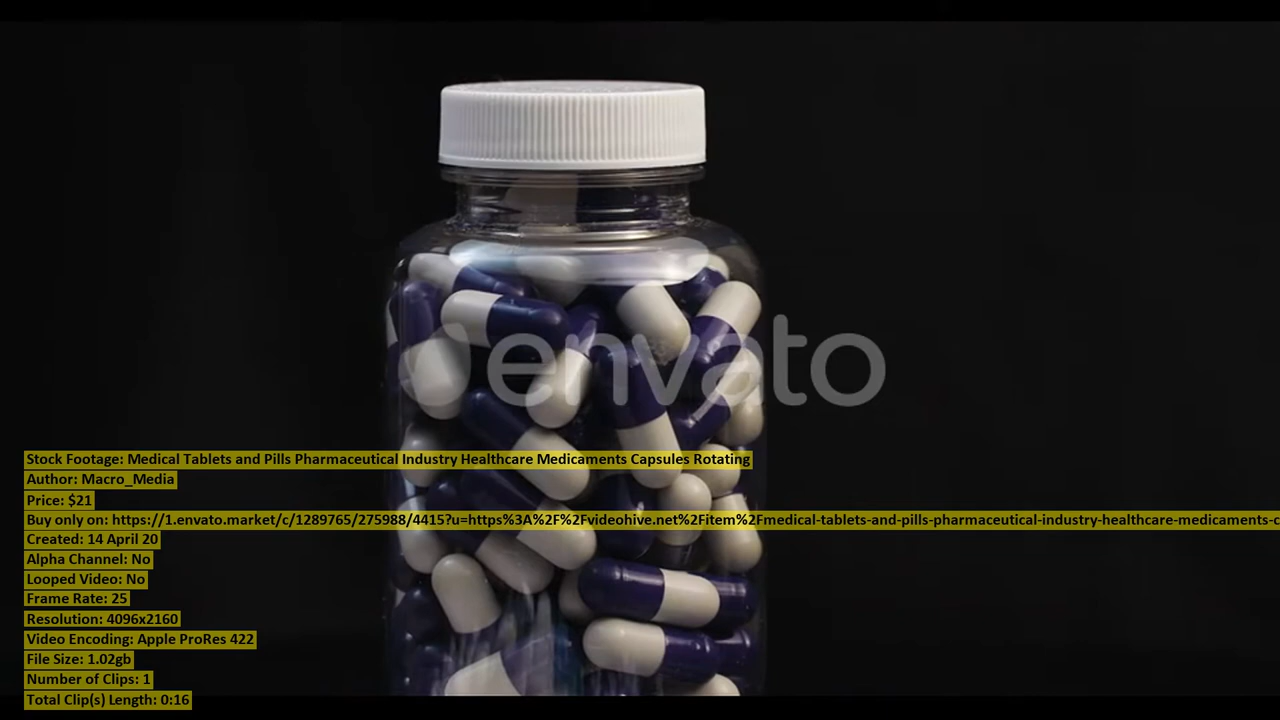 envato
Stock Footage: Medical Tablets and Pills Pharmaceutical Industry Healthcare Medicaments Capsules Rotating
Author: Macro_Media
Price: $21
Buy only on: https://1.envato.market/c/1289765/275988/4415?u=https%3A%2F%2Fvideohive.net%2Fitem%2Fmedical-tablets-and-pills-pharmaceutical-industry-healthcare-medicaments-c
Created: 14 April 20
Alpha Channel: No
Looped Video: No
Frame Rate: 25
Resolution: 4096x2160
Video Encoding: Apple ProRes 422
File Size: 1.02gb
Number of Clips: 1
Total Clip(s) Length: 0:16